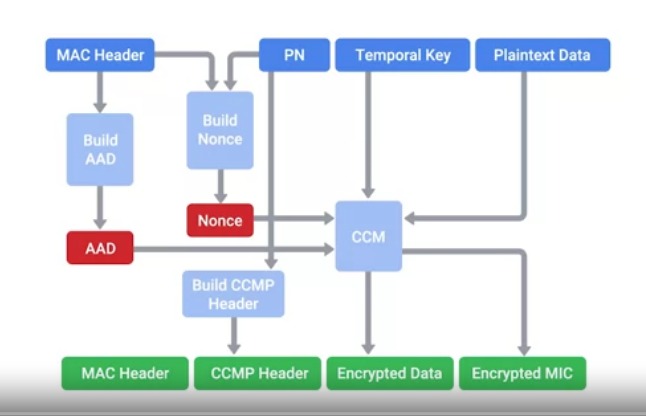 MAC Header
PN
Temporal Key
Plaintext Data
Build
AAD
Build
Nonce
Nonce
AAD
CCM
Build CCMP
Header
MAC Header
CCMP Header
Encrypted Data
Encrypted MIC